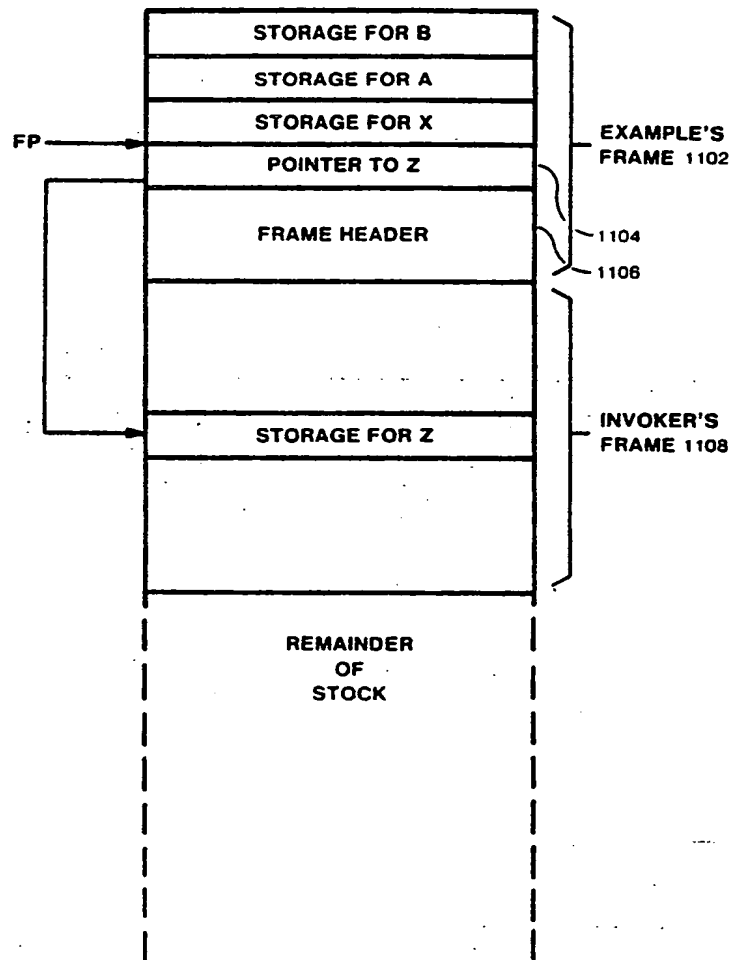 STORAGE FOR B
STORAGE FOR A
STORAGE FOR X
FP
POINTER TO Z
EXAMPLE'S
FRAME 1102
FRAME HEADER
1104
1106
STORAGE FOR Z
INVOKER'S
FRAME 1108
REMAINDER
OF
STOCK